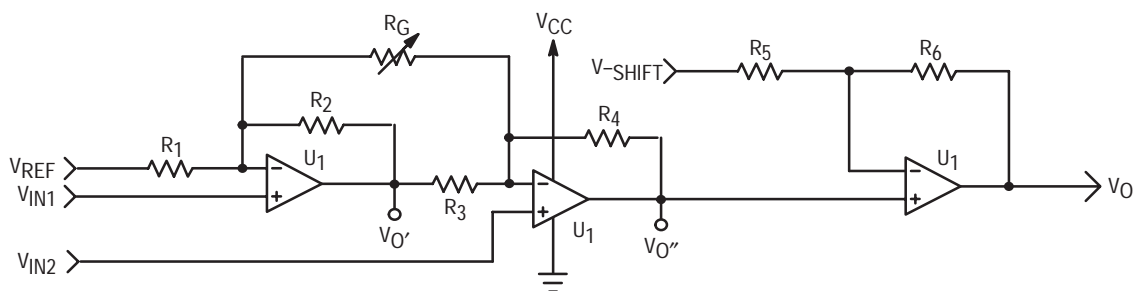 RG
VCC
R5
R6
V–SHIFT
R2
R4
R1
VREF
U1
U1
VIN1
VO
R3
VO′
U1
VO″
VIN2